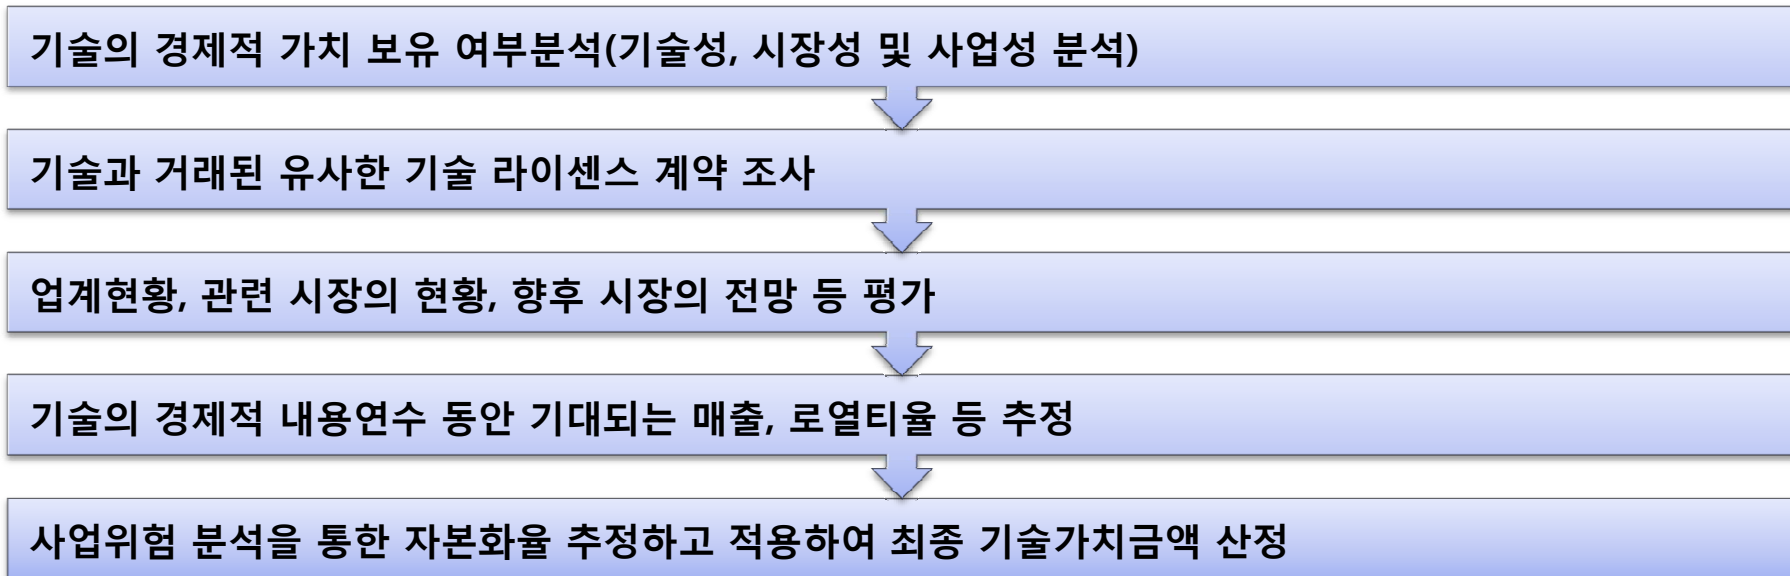 기술의 경제적 가치 보유 여부분석(기술성, 시장성 및 사업성 분석)
기술과 거래된 유사한 기술 라이센스 계약 조사
업계현황, 관련 시장의 현황, 향후 시장의 전망 등 평가
기술의 경제적 내용연수 동안 기대되는 매출, 로열티율 등 추정
사업위험 분석을 통한 자본화율 추정하고 적용하여 최종 기술가치금액 산정